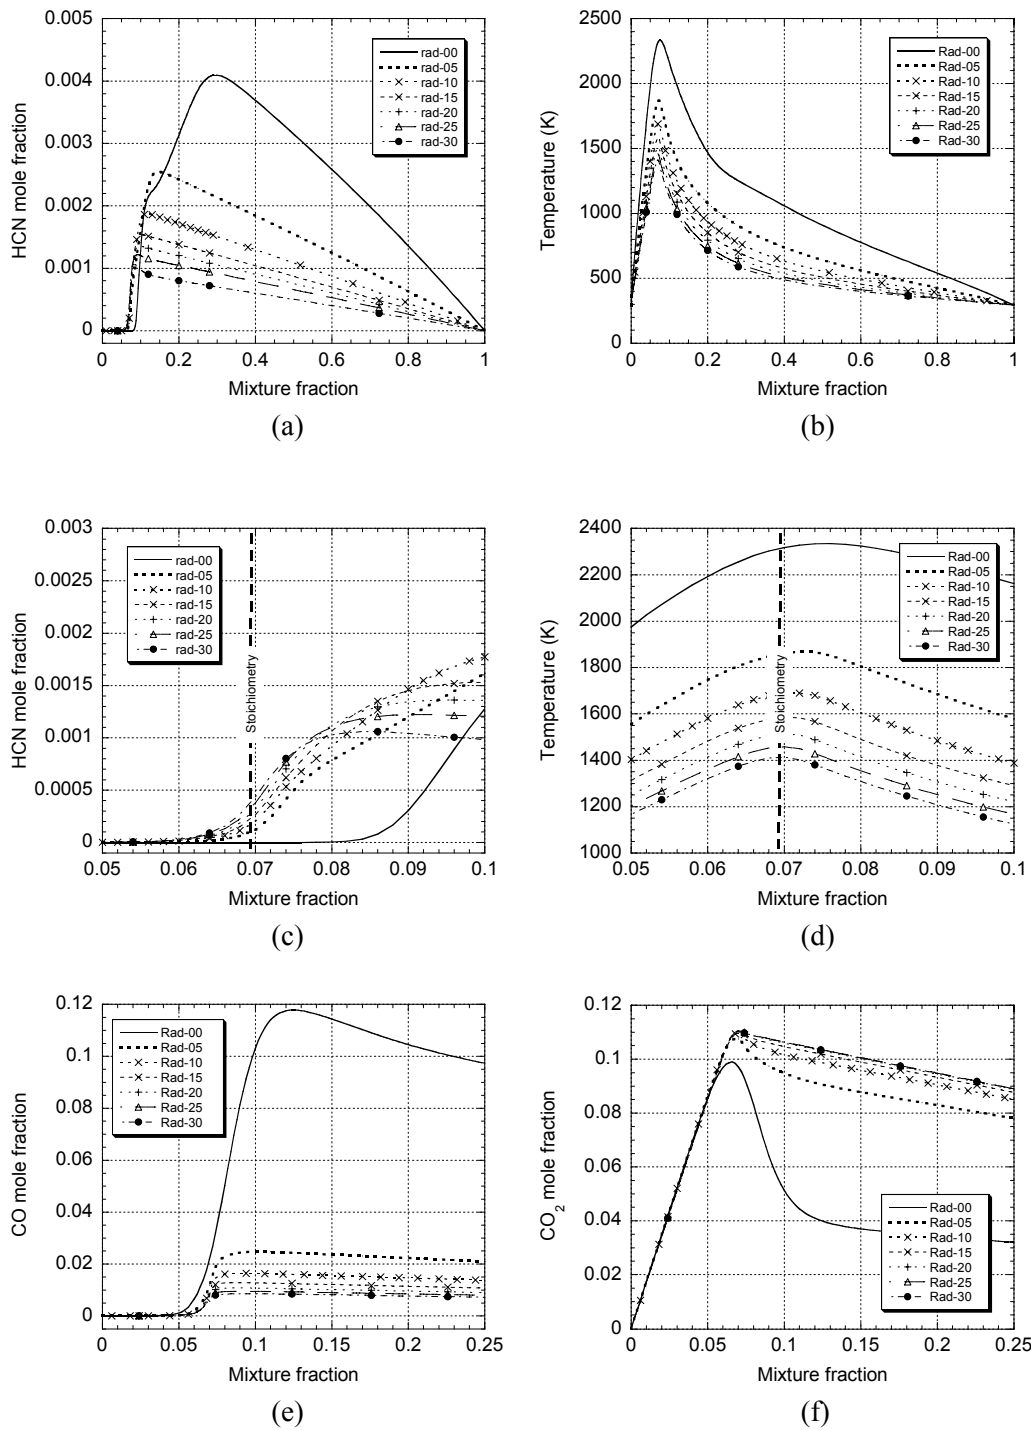 HCN mole fraction
0.005
0.004
0.003
0.002
0.001
0
rad-00
rad-05
rad-10
rad-15
rad-20
rad-25
rad-30
0 0.2 0.4 0.6 0.8 1
Mixture fraction
(a)
Temperature (K)
2500
2000
1500
1000
500
0
Rad-00
Rad-05
Rad-10
Rad-15
Rad-20
Rad-25
Rad-30
0 0.2 0.4 0.6 0.8 1
Mixture fraction
(b)
HCN mole fraction
0.003
0.0025
0.002
0.0015
0.001
0.0005
0
rad-00
rad-05
rad-10
rad-15
rad-20
rad-25
rad-30
Stoichiometry
0.05 0.06 0.07 0.08 0.09 0.1
Mixture fraction
(c)
Temperature (K)
2400
2200
2000
1800
1600
1400
1200
1000
Rad-00
Rad-05
Rad-10
Rad-15
Rad-20
Rad-25
Rad-30
Stoichiometry
0.05 0.06 0.07 0.08 0.09 0.1
Mixture fraction
(d)
CO mole fraction
0.12
0.1
0.08
0.06
0.04
0.02
0
Rad-00
Rad-05
Rad-10
Rad-15
Rad-20
Rad-25
Rad-30
0 0.05 0.1 0.15 0.20 0.25
Mixture fraction
(e)
CO₂ mole fraction
0.12
0.1
0.08
0.06
0.04
0.02
0
Rad-00
Rad-05
Rad-10
Rad-15
Rad-20
Rad-25
Rad-30
0 0.05 0.1 0.15 0.20 0.25
Mixture fraction
(f)